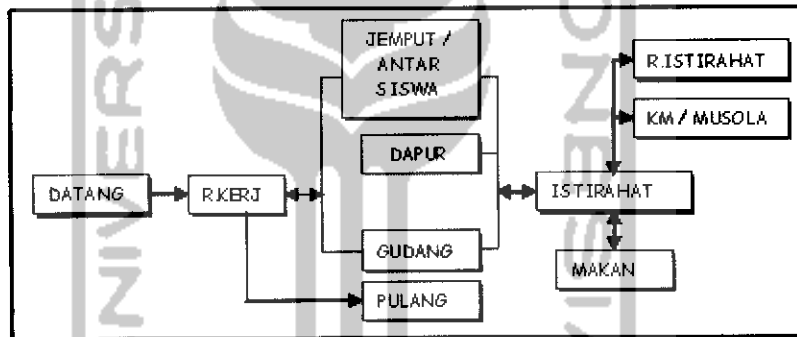 JEMPUT /
ANTAR
SISWA
R.ISTIRAHAT
KM / MUSOLA
DAPUR
DATANG
R.KERJ
ISTIRAHAT
GUDANG
MAKAN
PULANG